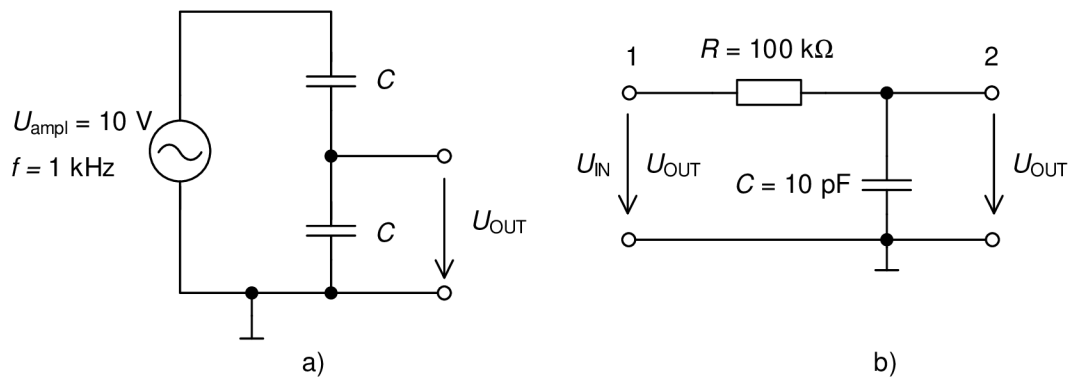 C
U_ampl = 10 V
f = 1 kHz
C
U_OUT
a)
R = 100 kΩ
1
2
U_IN
U_OUT
C = 10 pF
U_OUT
b)